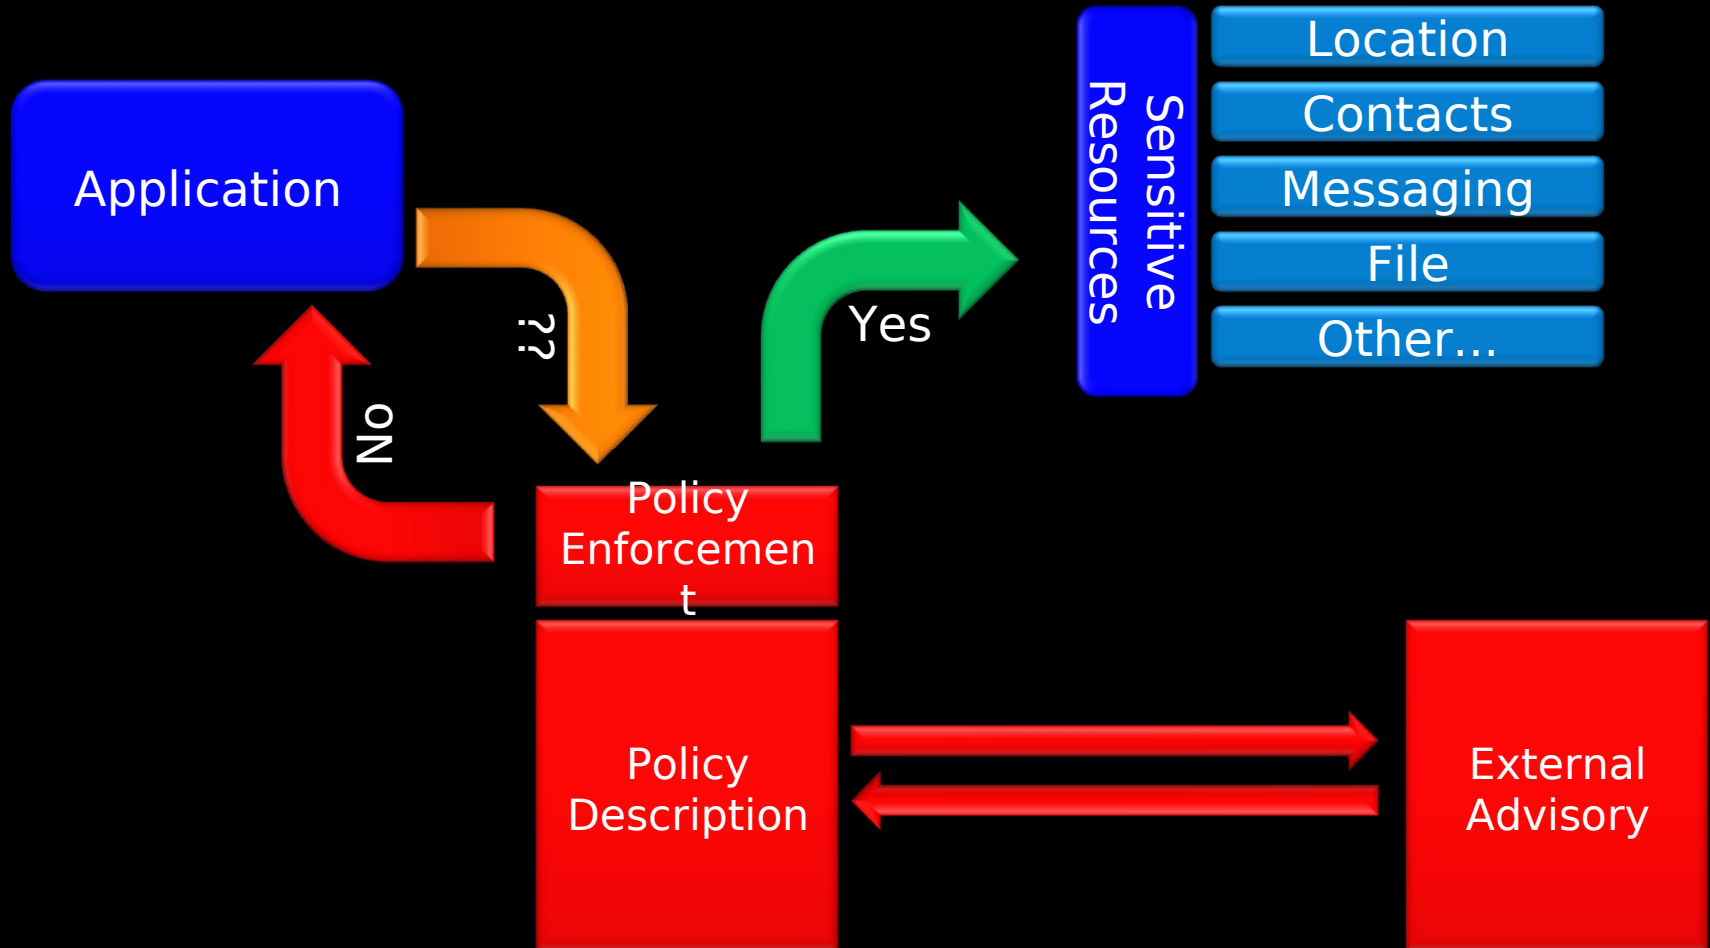 Application
??
No
Yes
Sensitive
Resources
Location
Contacts
Messaging
File
Other...
Policy
Enforcemen
t
Policy
Description
External
Advisory